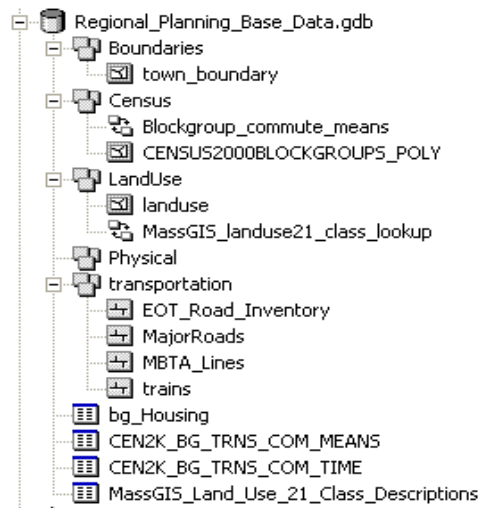 Regional_Planning_Base_Data.gdb
Boundaries
town_boundary
Census
Blockgroup_commute_means
CENSUS2000BLOCKGROUPS_POLY
LandUse
landuse
MassGIS_landuse21_class_lookup
Physical
transportation
EOT_Road_Inventory
MajorRoads
MBTA_Lines
trains
bg_Housing
CEN2K_BG_TRNS_COM_MEANS
CEN2K_BG_TRNS_COM_TIME
MassGIS_Land_Use_21_Class_Descriptions